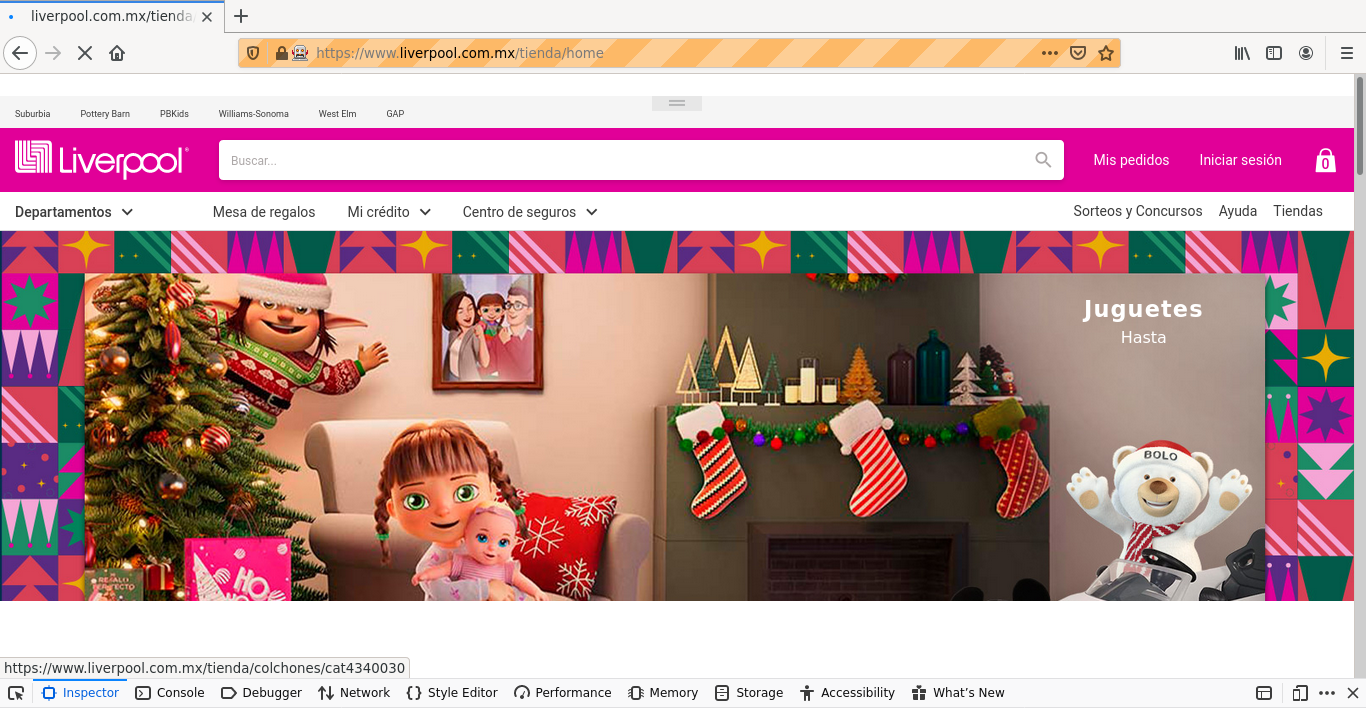 liverpool.com.mx/tienda
https://www.liverpool.com.mx/tienda/home
Suburbia Pottery Barn PBKids Williams-Sonoma West Elm GAP
Liverpool Buscar... Mis pedidos Iniciar sesión 0
Departamentos Mesa de regalos Mi crédito Centro de seguros Sorteos y Concursos Ayuda Tiendas
Juguetes
Hasta
BOLO
HO
REGALO
PERFECTO
https://www.liverpool.com.mx/tienda/colchones/cat4340030
Inspector Console Debugger Network Style Editor Performance Memory Storage Accessibility What's New